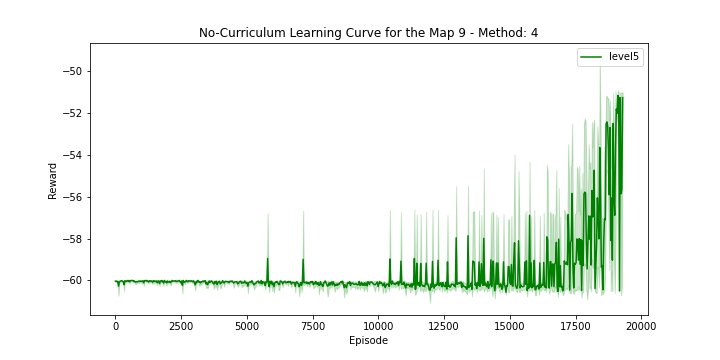 No-Curriculum Learning Curve for the Map 9 - Method: 4
level5
Reward
−50
−52
−54
−56
−58
−60
0 2500 5000 7500 10000 12500 15000 17500 20000
Episode